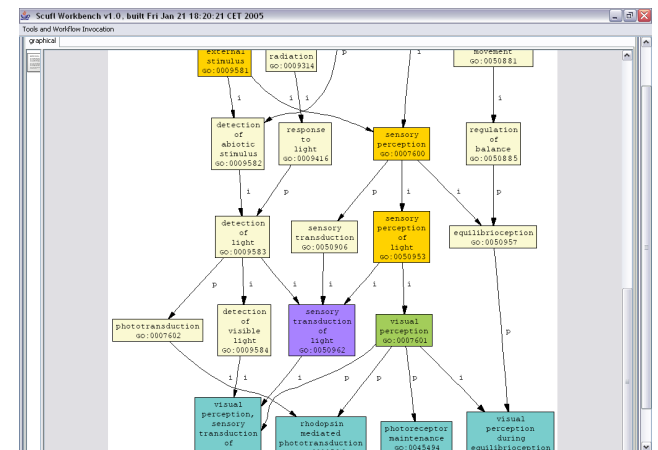 Scufl Workbench v1.0, built Fri Jan 21 18:20:21 CET 2005
Tools and Workflow Invocation
graphical
external
stimulus
GO:0009581
radiation
GO:0009314
p
i
movement
GO:0050881
i
i
i
i
detection
of
abiotic
stimulus
GO:0009582
response
to
light
GO:0009416
sensory
perception
GO:0007600
regulation
of
balance
GO:0050885
i
p
p
i
i
p
detection
of
light
GO:0009583
sensory
transduction
GO:0050906
sensory
perception
of
light
GO:0050953
equilibrioception
GO:0050957
p
i
i
i
i
i
phototransduction
GO:0007602
detection
of
visible
light
GO:0009584
sensory
transduction
of
light
GO:0050962
visual
perception
GO:0007601
p
i
i
i
p
p
i
visual
perception,
sensory
transduction
of
rhodopsin
mediated
phototransduction
photoreceptor
maintenance
GO:0045494
visual
perception
during
equilibrioception